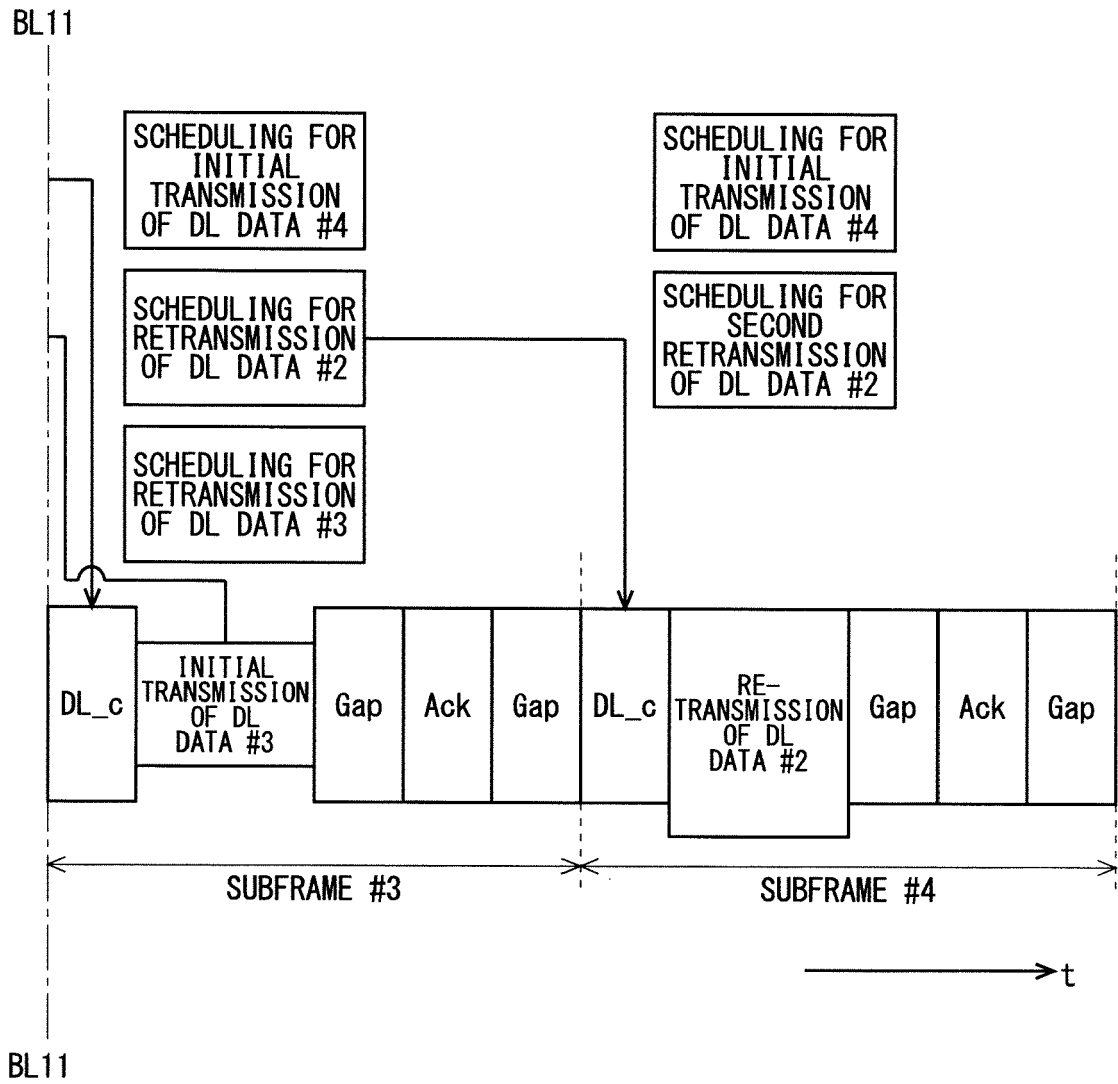 BL11
SCHEDULING FOR
INITIAL
TRANSMISSION
OF DL DATA #4
SCHEDULING FOR
INITIAL
TRANSMISSION
OF DL DATA #4
SCHEDULING FOR
RETRANSMISSION
OF DL DATA #2
SCHEDULING FOR
SECOND
RETRANSMISSION
OF DL DATA #2
SCHEDULING FOR
RETRANSMISSION
OF DL DATA #3
DL_c
INITIAL
TRANSMISSION
OF DL
DATA #3
Gap
Ack
Gap
DL_c
RE-
TRANSMISSION
OF DL
DATA #2
Gap
Ack
Gap
SUBFRAME #3
SUBFRAME #4
t
BL11